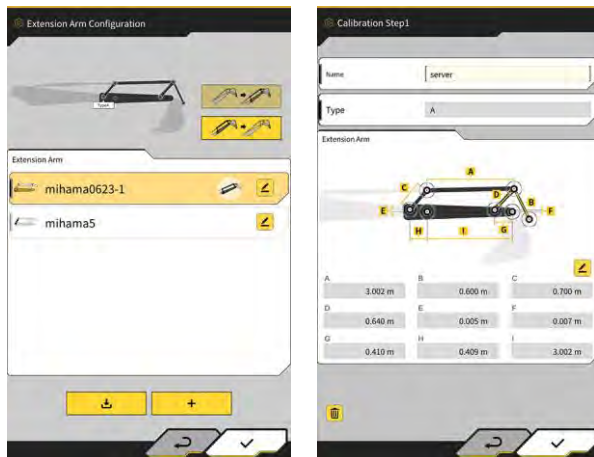 Extension Arm Configuration
Type A
Extension Arm
mihama0623-1
mihama5
+
Calibration Step1
Name
server
Type
A
Extension Arm
A
C
D
B
E
F
H
I
G
A
B
C
3.002 m
0.600 m
0.700 m
D
E
F
0.640 m
0.005 m
0.007 m
G
H
I
0.410 m
0.409 m
3.002 m